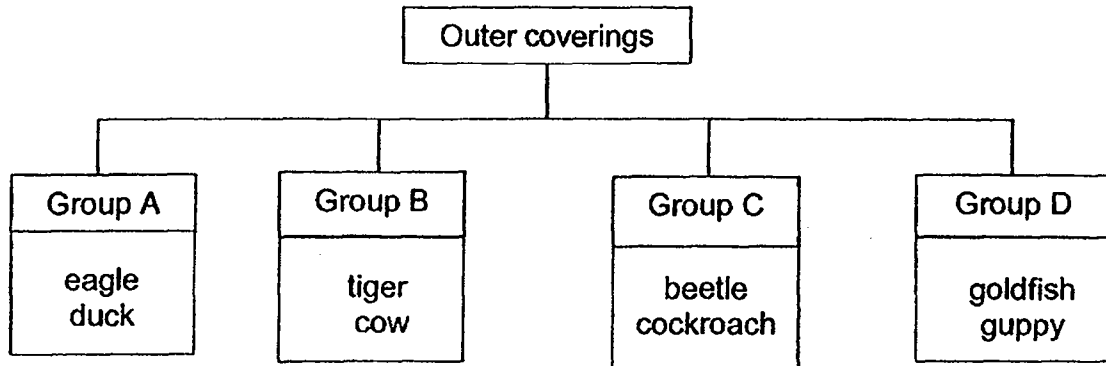 Outer coverings
Group A
eagle
duck
Group B
tiger
cow
Group C
beetle
cockroach
Group D
goldfish
guppy